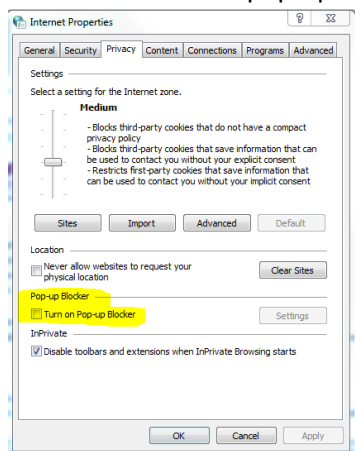 Internet Properties
General Security Privacy Content Connections Programs Advanced
Settings
Select a setting for the Internet zone.
Medium
- Blocks third-party cookies that do not have a compact
privacy policy
- Blocks third-party cookies that save information that can
be used to contact you without your explicit consent
- Restricts first-party cookies that save information that
can be used to contact you without your implicit consent
Sites Import Advanced Default
Location
Never allow websites to request your
physical location
Clear Sites
Pop-up Blocker
Turn on Pop-up Blocker
Settings
InPrivate
Disable toolbars and extensions when InPrivate Browsing starts
OK Cancel Apply